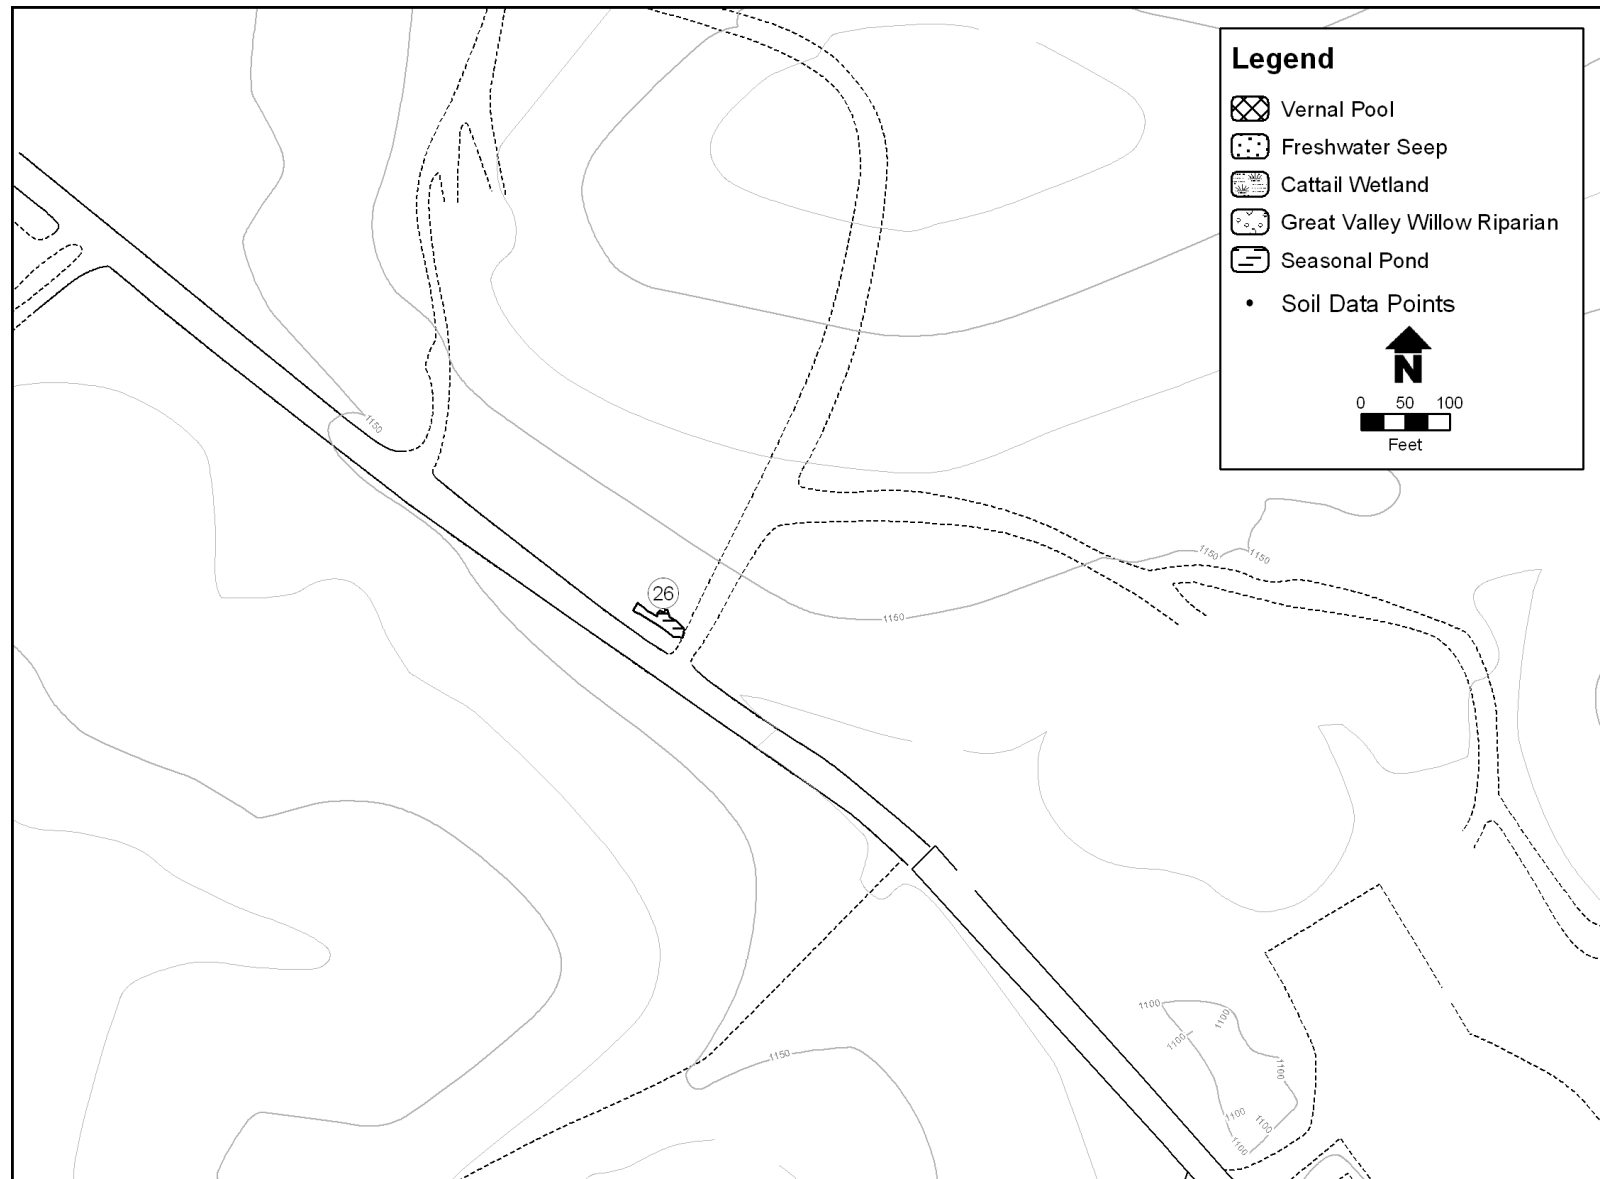 Legend
Vernal Pool
Freshwater Seep
Cattail Wetland
Great Valley Willow Riparian
Seasonal Pond
Soil Data Points
N
0 50 100
Feet
1150
1150
1150
26
1150
1100
1100
1100
1150
1100
1100
1100
1100